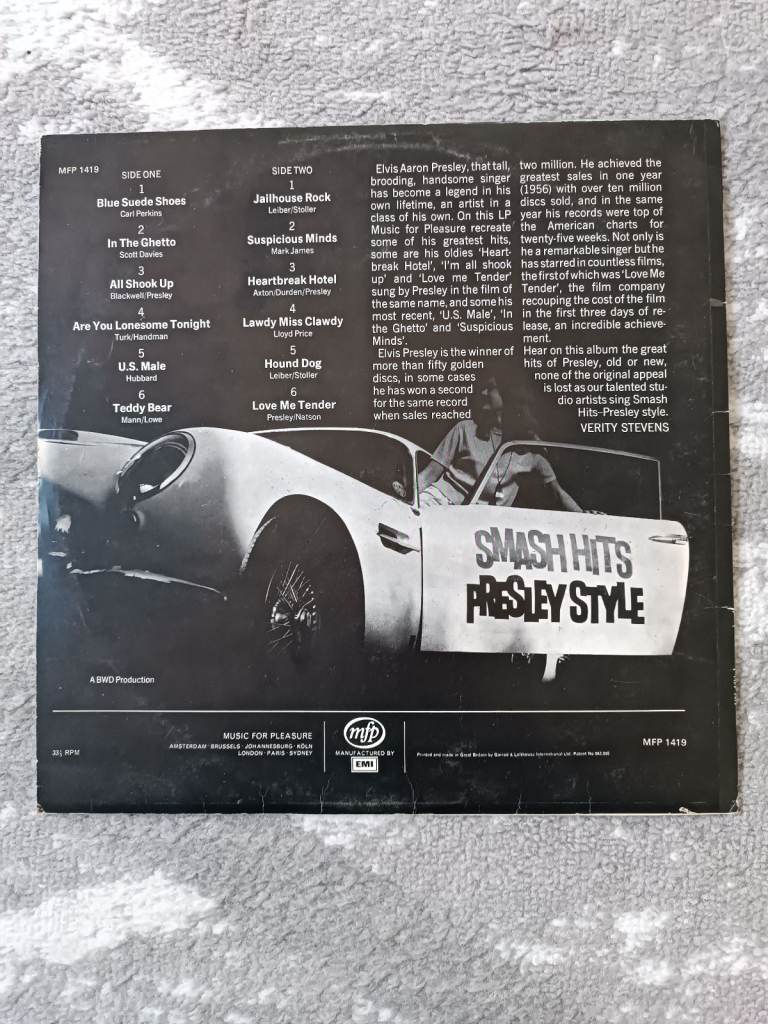 MFP 1419
SIDE ONE
1
Blue Suede Shoes
Carl Perkins
2
In The Ghetto
Scott Davies
3
All Shook Up
Blackwell/Presley
4
Are You Lonesome Tonight
Turk/Handman
5
U.S. Male
Hubbard
6
Teddy Bear
Mann/Lowe
SIDE TWO
1
Jailhouse Rock
Leiber/Stoller
2
Suspicious Minds
Mark James
3
Heartbreak Hotel
Axton/Durden/Presley
4
Lawdy Miss Clawdy
Lloyd Price
5
Hound Dog
Leiber/Stoller
6
Love Me Tender
Presley/Natson
Elvis Aaron Presley, that tall,
brooding, handsome singer
has become a legend in his
own lifetime, an artist in a
class of his own. On this LP
Music for Pleasure recreate
some of his greatest hits,
some are his oldies 'Heart-
break Hotel', 'I'm all shook
up' and 'Love me Tender'
sung by Presley in the film of
the same name, and some his
most recent, 'U.S. Male', 'In
the Ghetto' and 'Suspicious
Minds'.
Elvis Presley is the winner of
more than fifty golden
discs, in some cases
he has won a second
for the same record
when sales reached
two million. He achieved the
greatest sales in one year
(1956) with over ten million
discs sold, and in the same
year his records were top of
the American charts for
twenty-five weeks. Not only is
he a remarkable singer but he
has starred in countless films,
the first of which was 'Love Me
Tender', the film company
recouping the cost of the film
in the first three days of re-
lease, an incredible achieve-
ment.
Hear on this album the great
hits of Presley, old or new,
none of the original appeal
is lost as our talented stu-
dio artists sing Smash
Hits-Presley style.
VERITY STEVENS
SMASH HITS
PRESLEY STYLE
A BWD Production
33⅓ RPM
MUSIC FOR PLEASURE
AMSTERDAM · BRUSSELS · JOHANNESBURG · KÖLN
LONDON · PARIS · SYDNEY
mfp
MANUFACTURED BY
EMI
Printed and made in Great Britain by Garrod & Lofthouse International Ltd. Patent No
MFP 1419